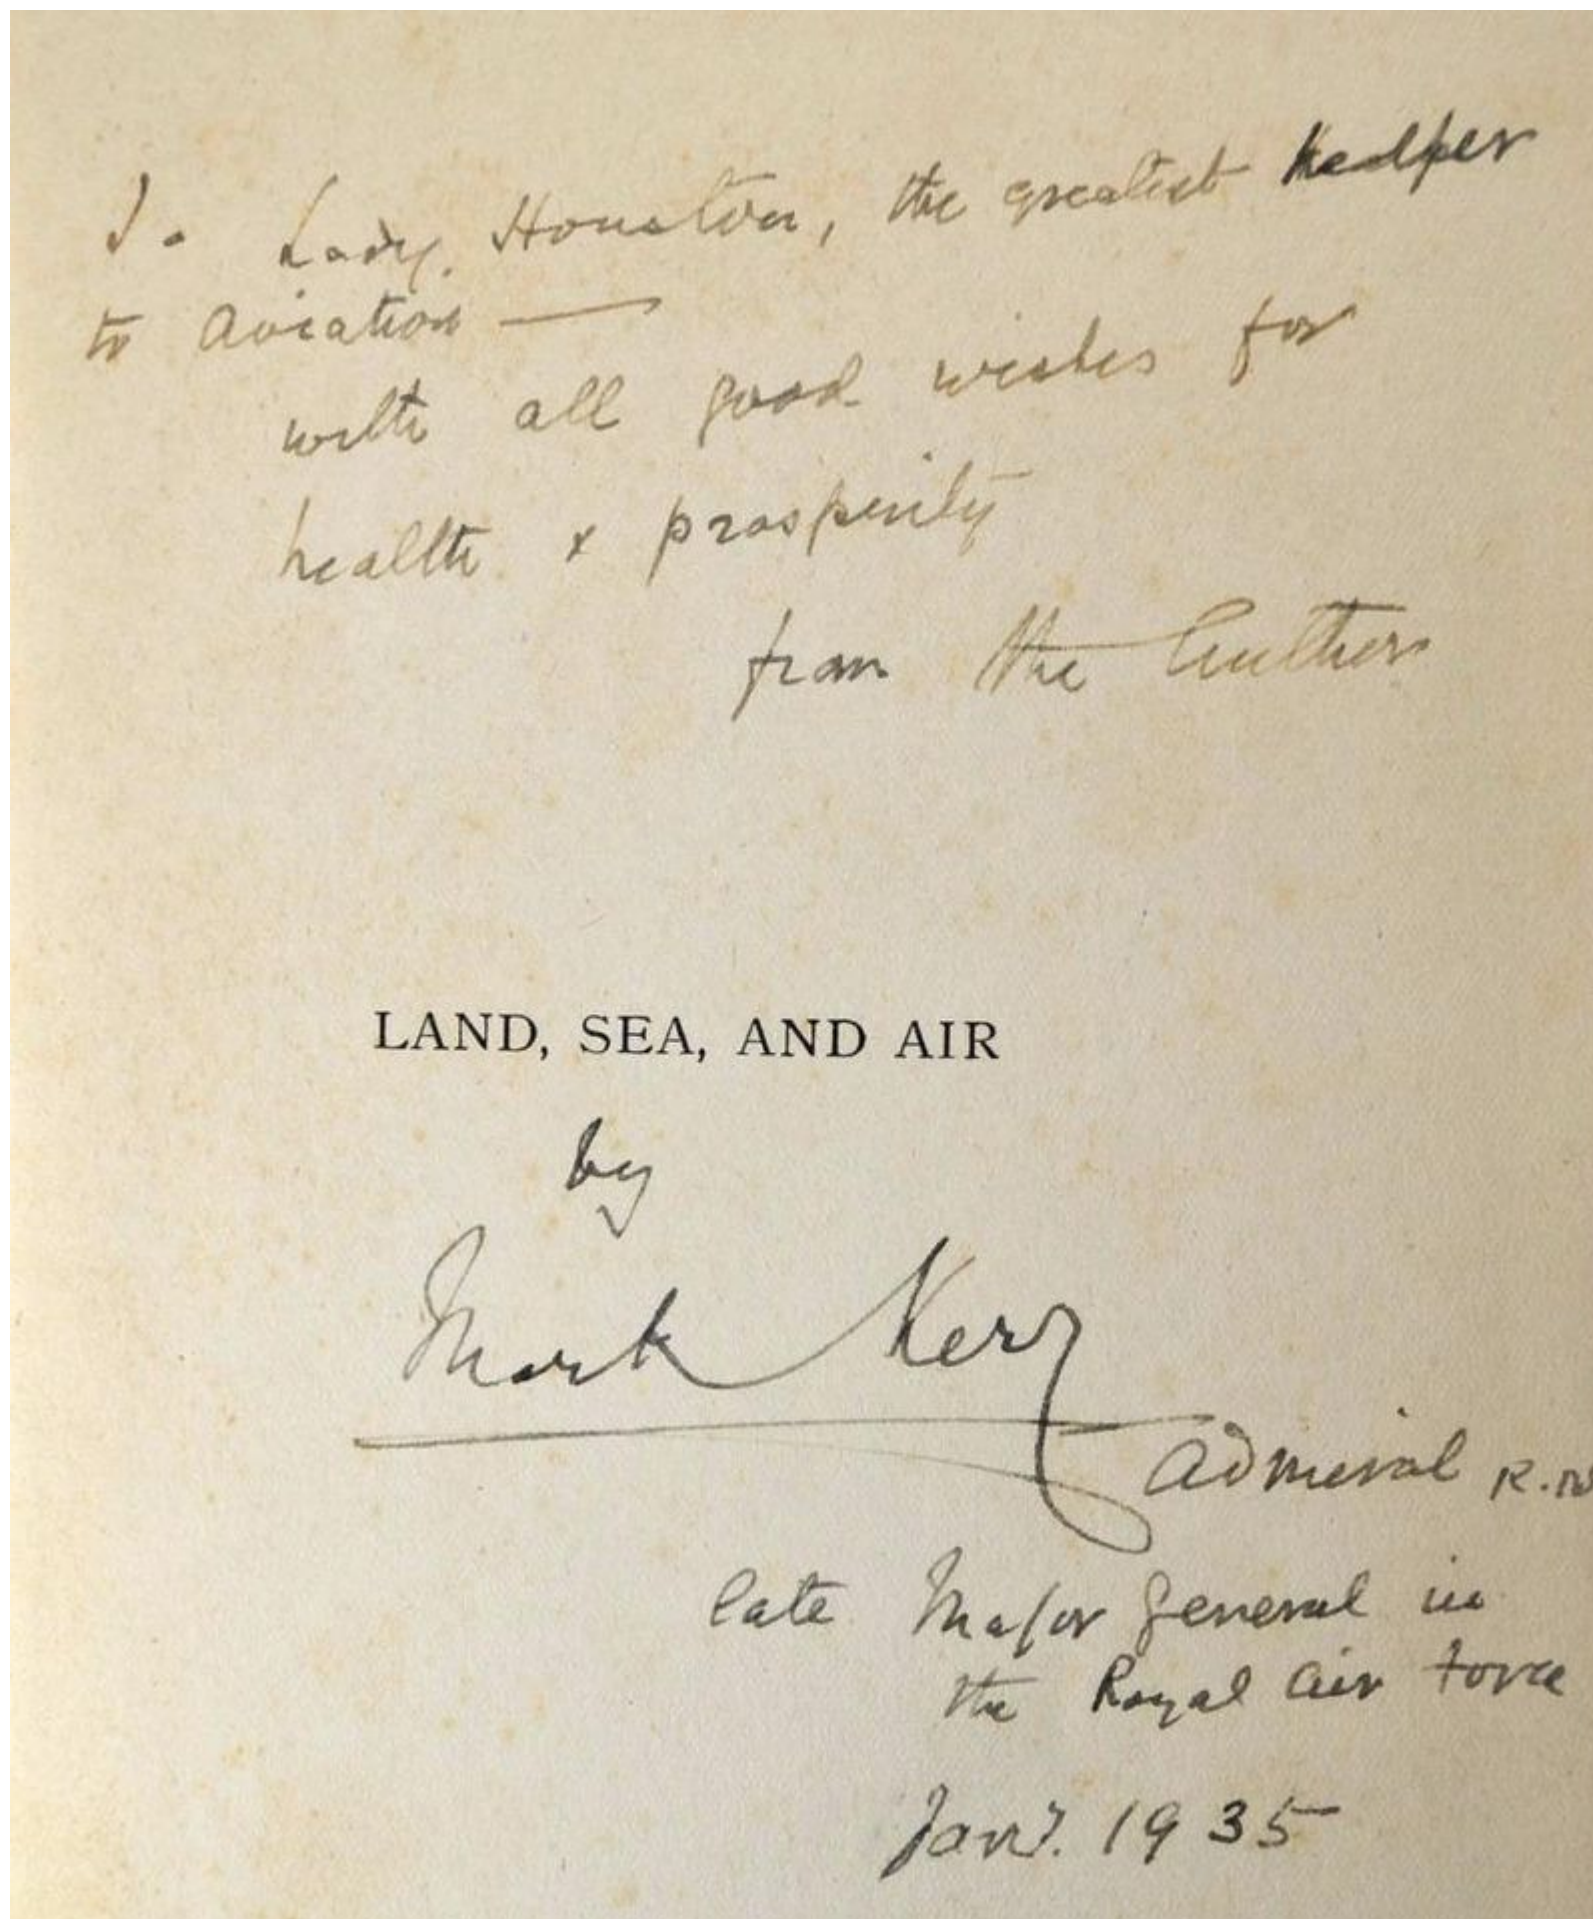 To Lady Houston, the greatest helper
to aviation —
with all good wishes for
health & prosperity
from the Author
LAND, SEA, AND AIR
by
Mark Kerr
Admiral R.N
late Major General in
the Royal Air Force
Jany. 1935